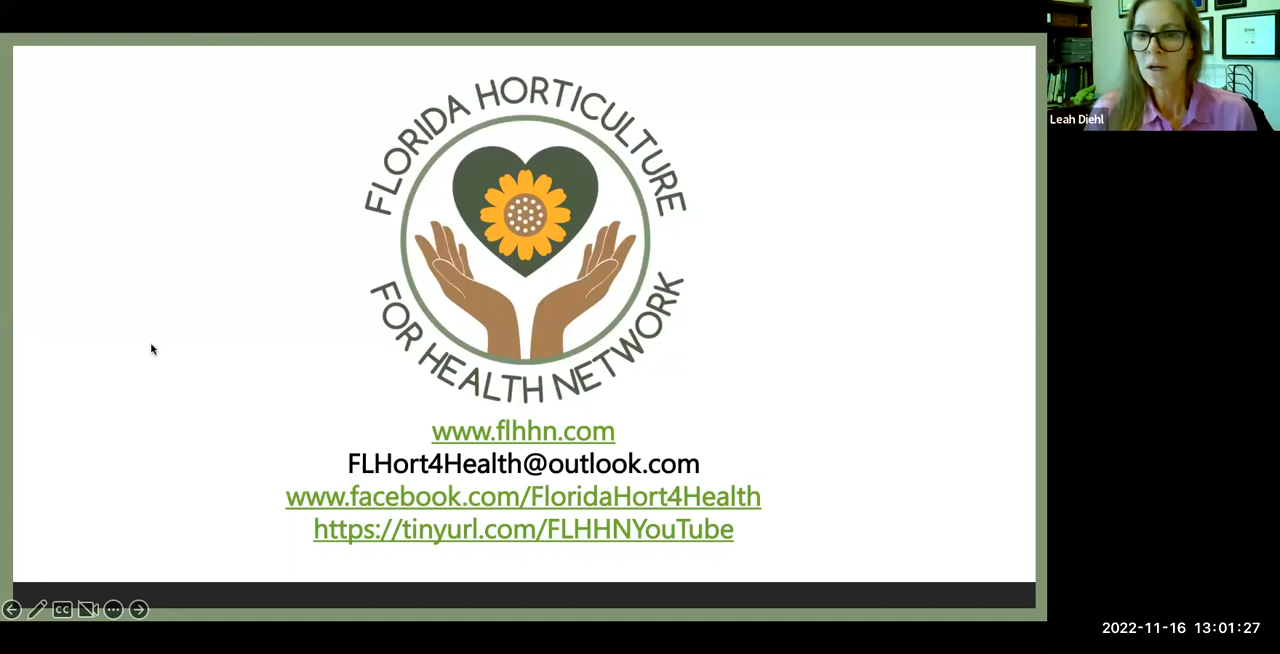 FLORIDA HORTICULTURE
FOR HEALTH NETWORK
www.flhhn.com
FLHort4Health@outlook.com
www.facebook.com/FloridaHort4Health
https://tinyurl.com/FLHHNYouTube
Leah Diehl
CC
2022-11-16 13:01:27